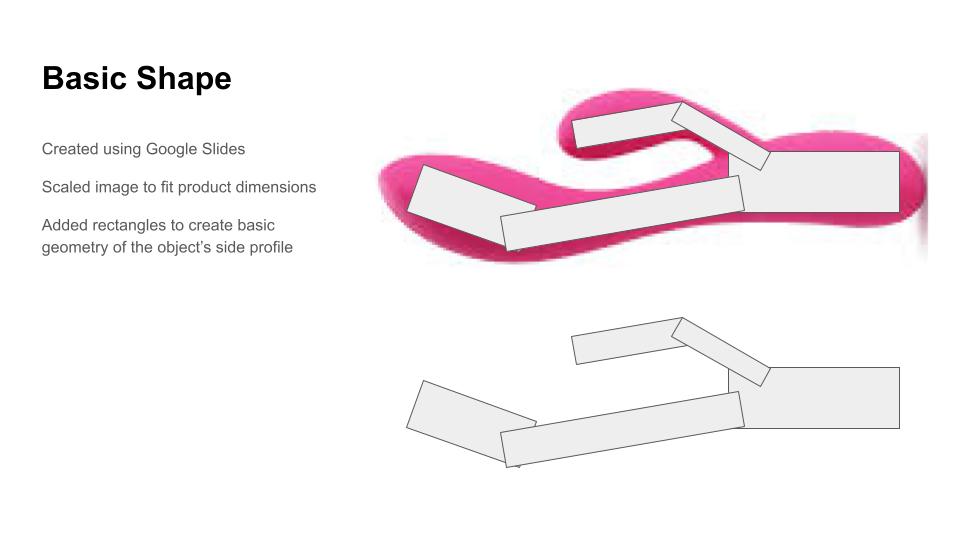 Basic Shape
Created using Google Slides
Scaled image to fit product dimensions
Added rectangles to create basic
geometry of the object’s side profile